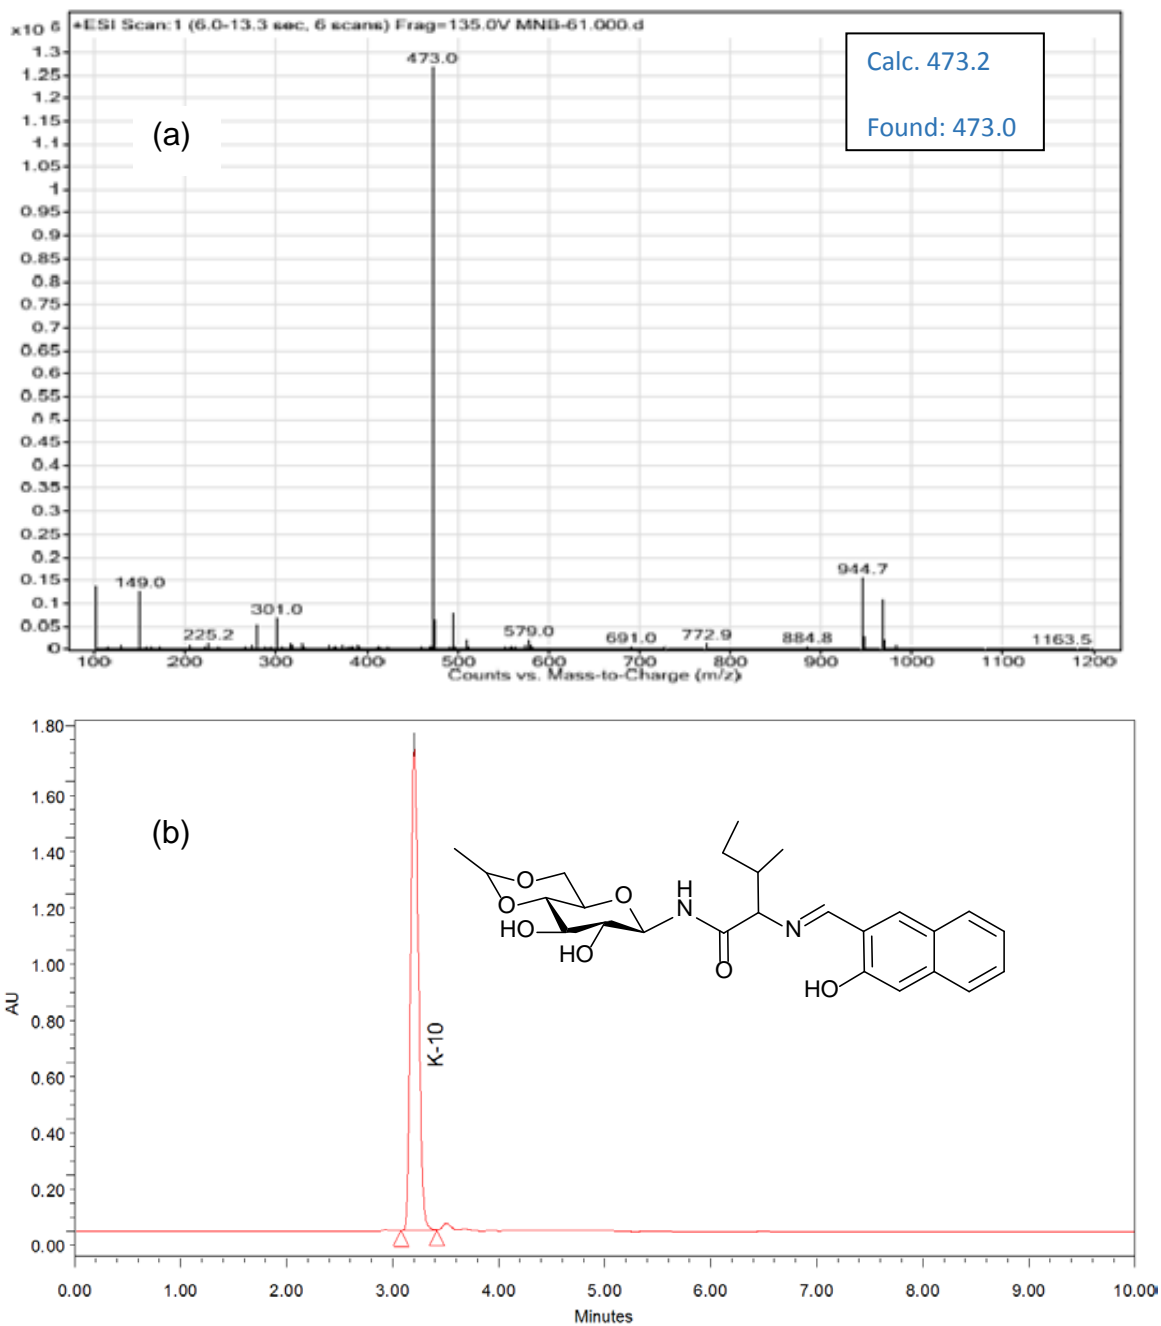 ×10 6
+ESI Scan:1 (6.0-13.3 sec, 6 scans) Frag=135.0V MNB-61.000.d
1.3
1.25
1.2
1.15
1.1
1.05
1
0.95
0.9
0.85
0.8
0.75
0.7
0.65
0.6
0.55
0.5
0.45
0.4
0.35
0.3
0.25
0.2
0.15
0.1
0.05
0
(a)
473.0
Calc. 473.2
Found: 473.0
149.0
225.2
301.0
579.0
691.0
772.9
884.8
944.7
1163.5
100 200 300 400 500 600 700 800 900 1000 1100 1200
Counts vs. Mass-to-Charge (m/z)
1.80
1.60
1.40
1.20
1.00
0.80
0.60
0.40
0.20
0.00
AU
(b)
K-10
O
O
HO
HO
O
H
N
O
N
HO
0.00 1.00 2.00 3.00 4.00 5.00 6.00 7.00 8.00 9.00 10.00
Minutes